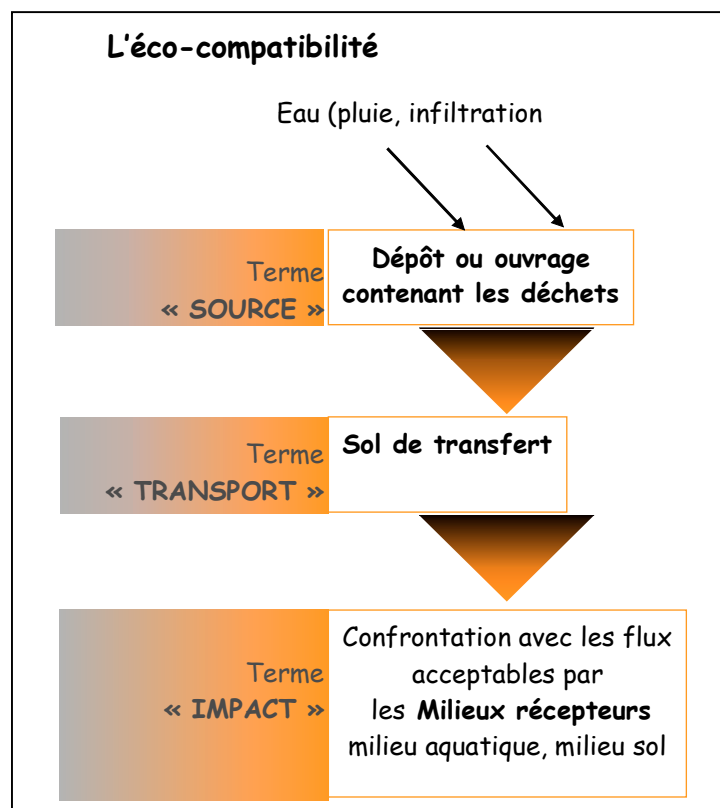 L'éco-compatibilité
Eau (pluie, infiltration
Terme
« SOURCE »
Dépôt ou ouvrage
contenant les déchets
Terme
« TRANSPORT »
Sol de transfert
Terme
« IMPACT »
Confrontation avec les flux
acceptables par
les Milieux récepteurs
milieu aquatique, milieu sol